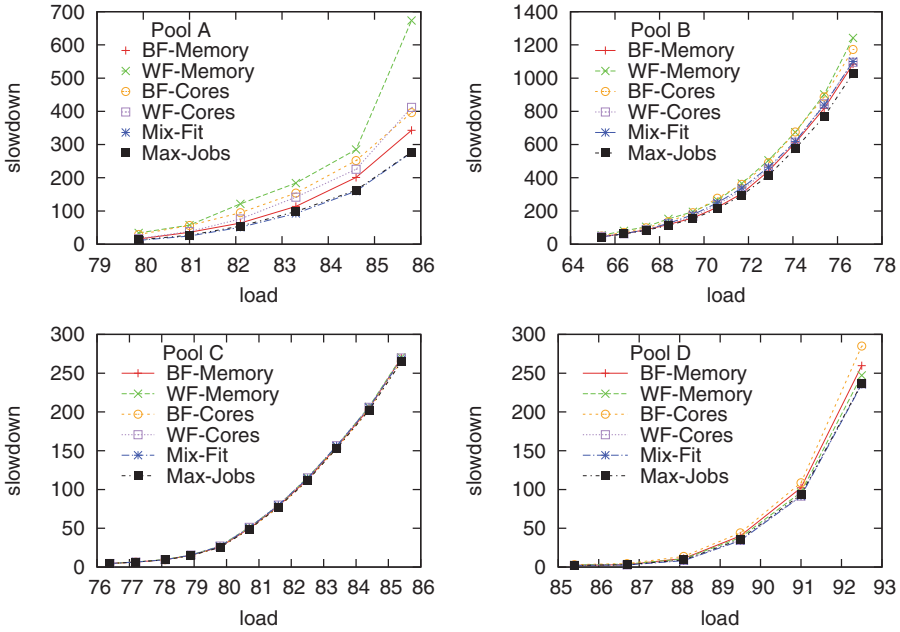 Pool A
BF-Memory
WF-Memory
BF-Cores
WF-Cores
Mix-Fit
Max-Jobs
700
600
500
400
300
200
100
0
79 80 81 82 83 84 85 86
slowdown
load
Pool B
BF-Memory
WF-Memory
BF-Cores
WF-Cores
Mix-Fit
Max-Jobs
1400
1200
1000
800
600
400
200
0
64 66 68 70 72 74 76 78
slowdown
load
Pool C
BF-Memory
WF-Memory
BF-Cores
WF-Cores
Mix-Fit
Max-Jobs
300
250
200
150
100
50
0
76 77 78 79 80 81 82 83 84 85 86
slowdown
load
Pool D
BF-Memory
WF-Memory
BF-Cores
WF-Cores
Mix-Fit
Max-Jobs
300
250
200
150
100
50
0
85 86 87 88 89 90 91 92 93
slowdown
load